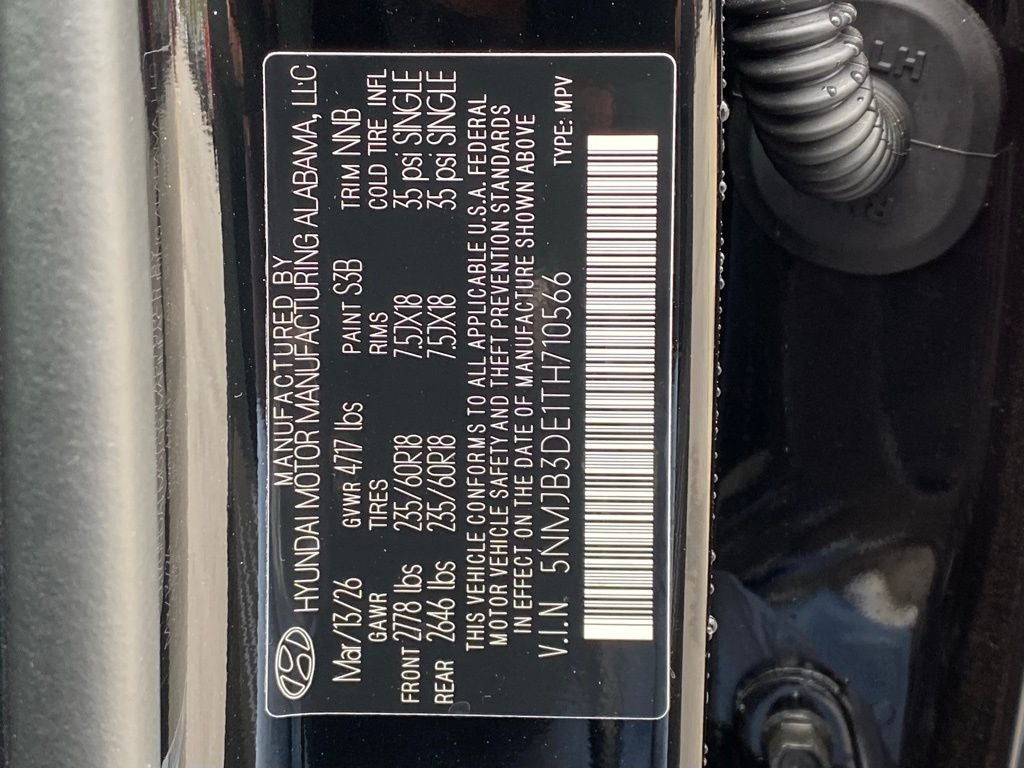 MANUFACTURED BY
HYUNDAI MOTOR MANUFACTURING ALABAMA, LLC
Mar/13/26 GVWR 4717 lbs PAINT S3B TRIM NNB
GAWR TIRES RIMS COLD TIRE INFL
FRONT 2778 lbs 235/60R18 7.5JX18 35 psi SINGLE
REAR 2646 lbs 235/60R18 7.5JX18 35 psi SINGLE
THIS VEHICLE CONFORMS TO ALL APPLICABLE U.S.A. FEDERAL
MOTOR VEHICLE SAFETY AND THEFT PREVENTION STANDARDS
IN EFFECT ON THE DATE OF MANUFACTURE SHOWN ABOVE
V.I.N. 5NMJB3DE1TH710566 TYPE: MPV
LH